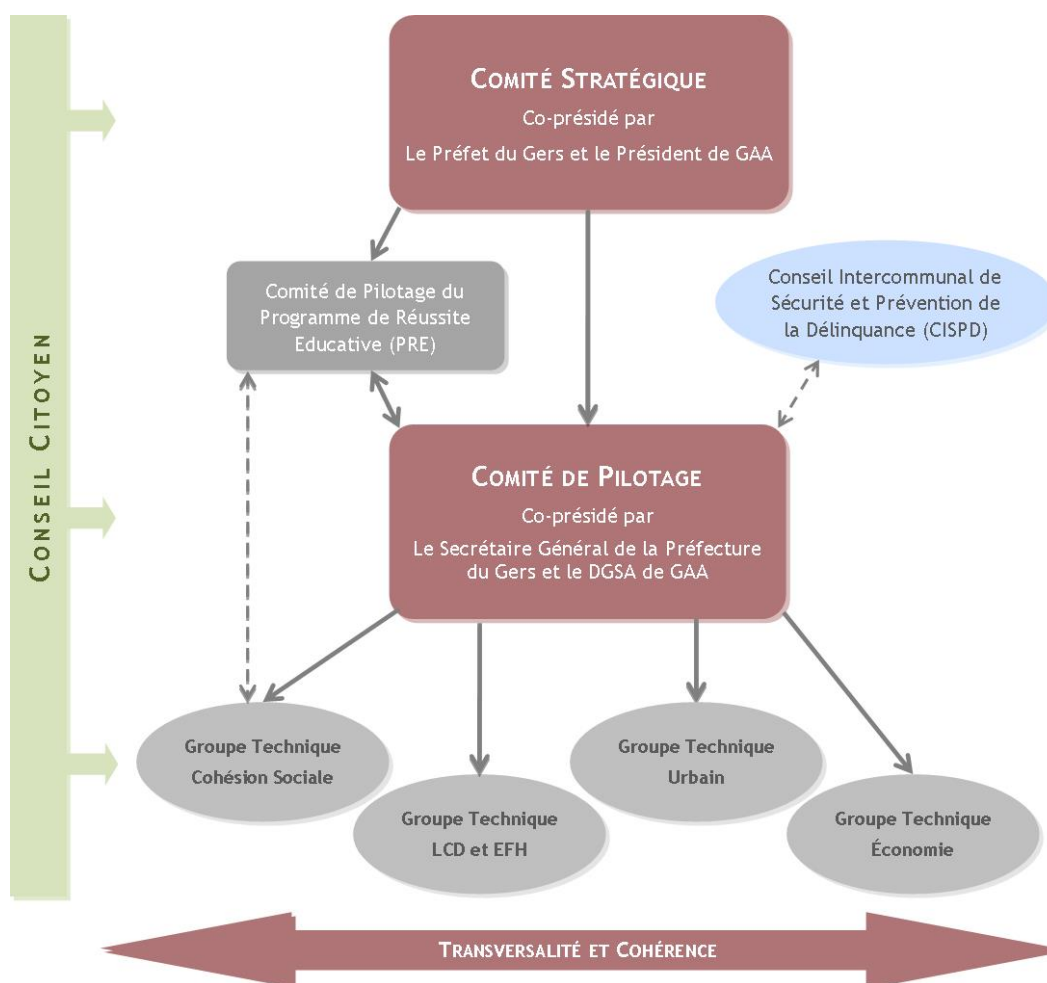 CONSEIL CITOYEN
COMITÉ STRATÉGIQUE
Co-présidé par
Le Préfet du Gers et le Président de GAA
Comité de Pilotage du
Programme de Réussite
Educative (PRE)
Conseil Intercommunal de
Sécurité et Prévention de
la Délinquance (CISPD)
COMITÉ DE PILOTAGE
Co-présidé par
Le Secrétaire Général de la Préfecture
du Gers et le DGSA de GAA
Groupe Technique
Cohésion Sociale
Groupe Technique
LCD et EFH
Groupe Technique
Urbain
Groupe Technique
Économie
TRANSVERSALITÉ ET COHÉRENCE